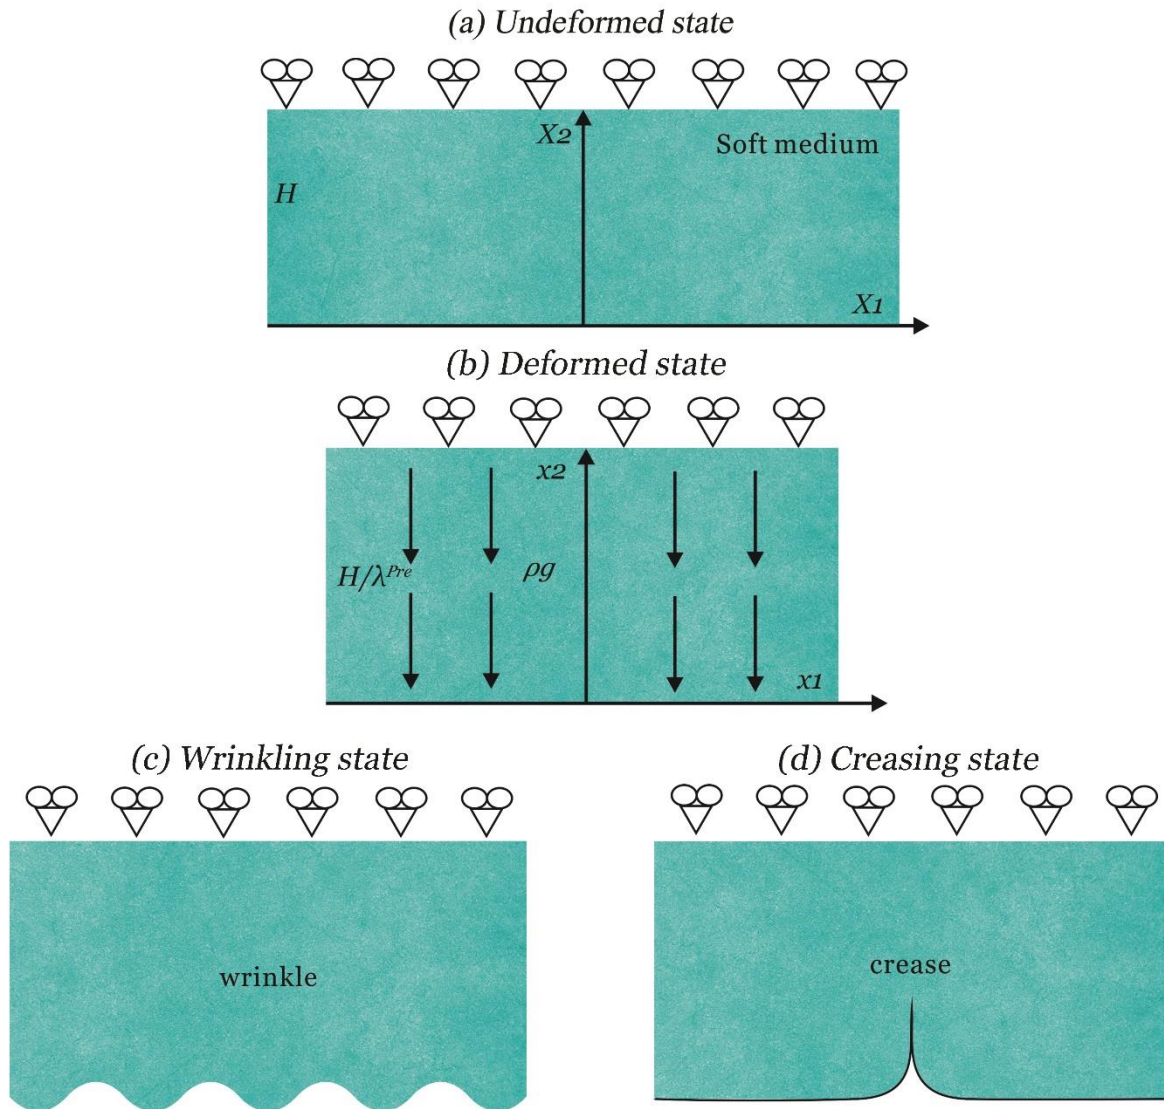 (a) Undeformed state
X2
Soft medium
H
X1
(b) Deformed state
x2
H/λ^Pre
ρg
x1
(c) Wrinkling state
(d) Creasing state
wrinkle
crease